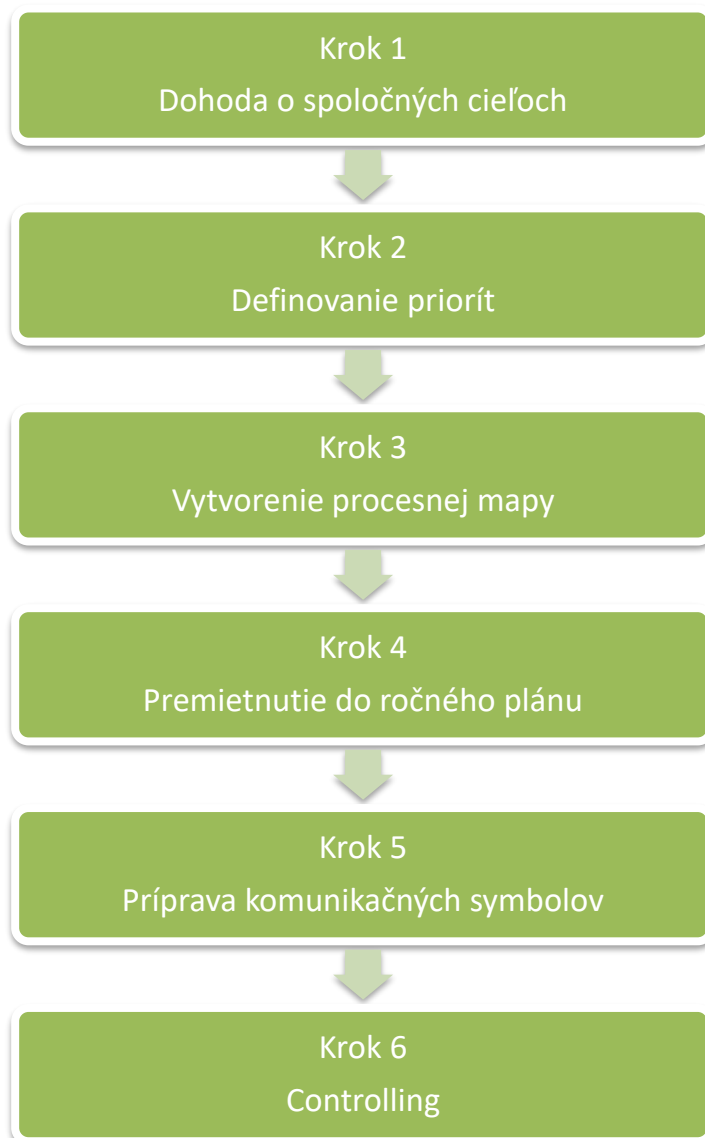 Krok 1
Dohoda o spoločných cieľoch
Krok 2
Definovanie priorít
Krok 3
Vytvorenie procesnej mapy
Krok 4
Premietnutie do ročného plánu
Krok 5
Príprava komunikačných symbolov
Krok 6
Controlling